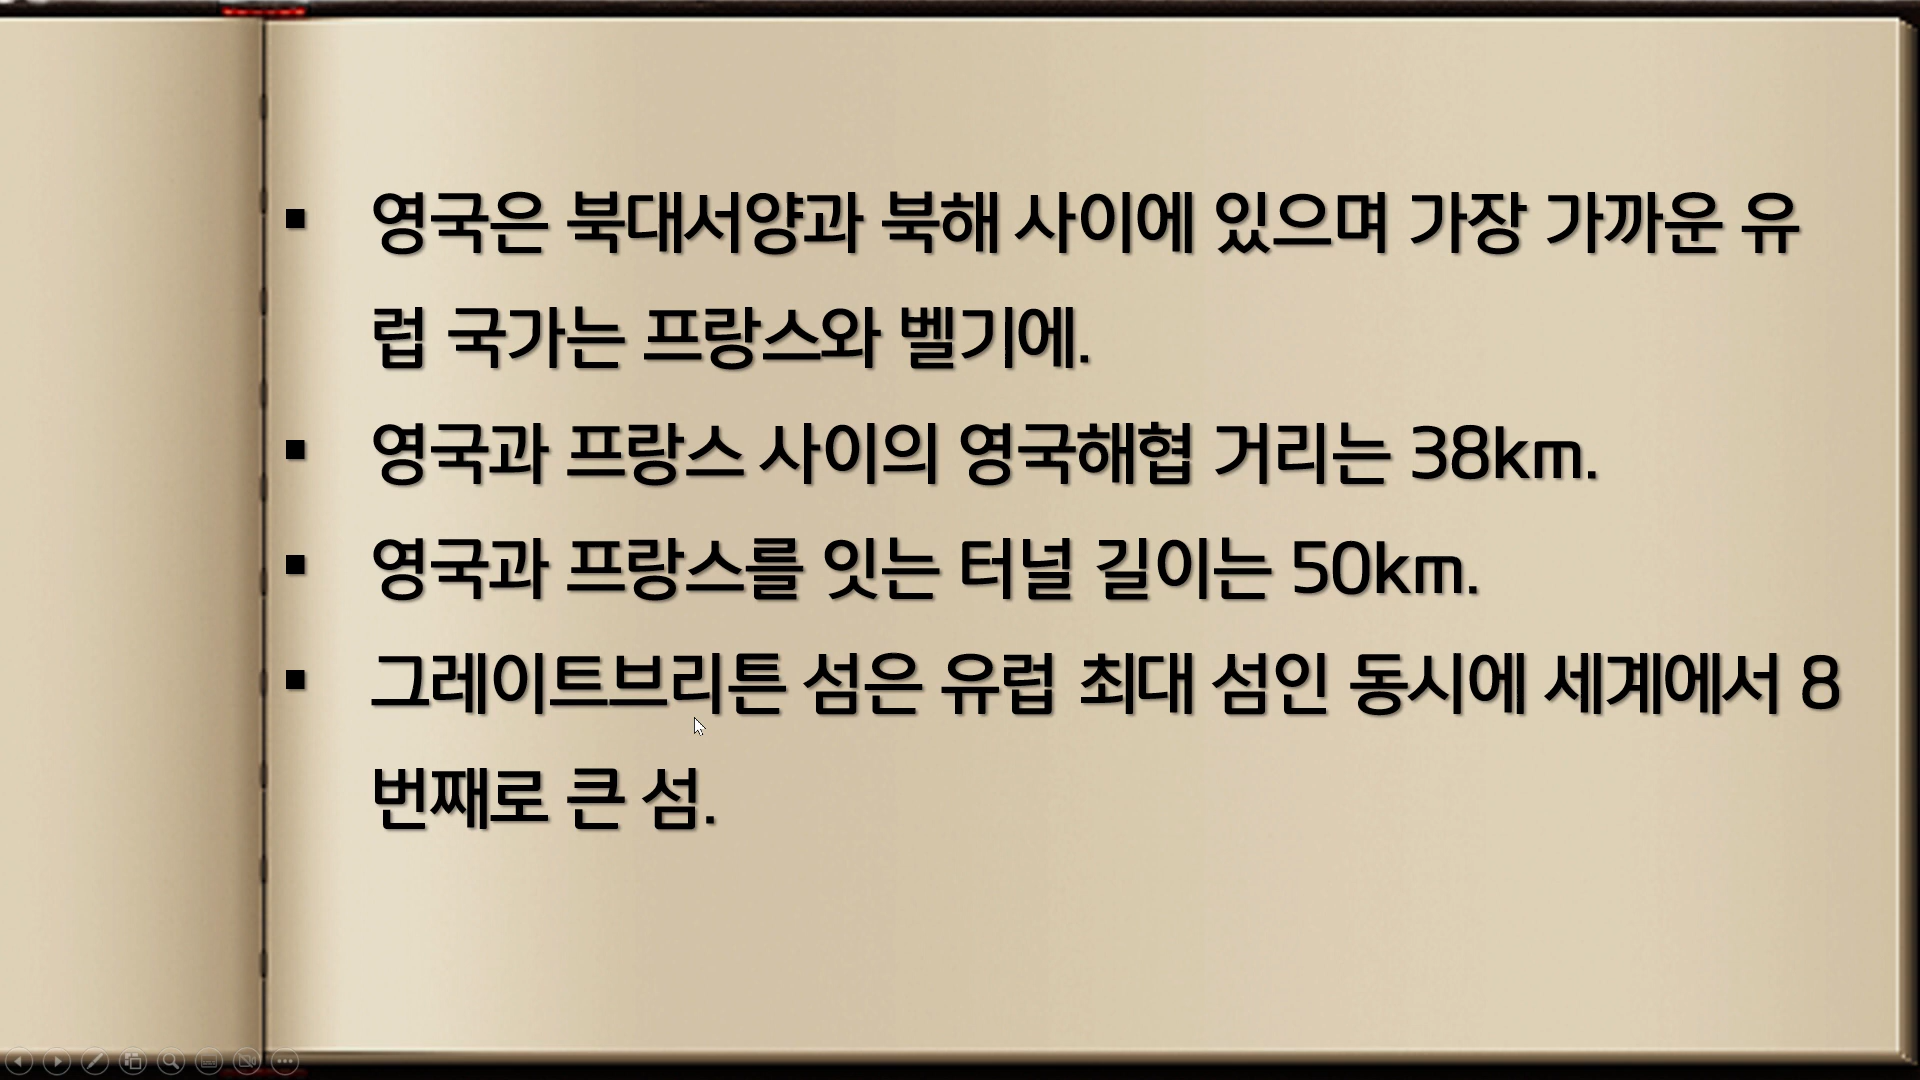 ▪ 영국은 북대서양과 북해 사이에 있으며 가장 가까운 유
럽 국가는 프랑스와 벨기에.
▪ 영국과 프랑스 사이의 영국해협 거리는 38km.
▪ 영국과 프랑스를 잇는 터널 길이는 50km.
▪ 그레이트브리튼 섬은 유럽 최대 섬인 동시에 세계에서 8
번째로 큰 섬.